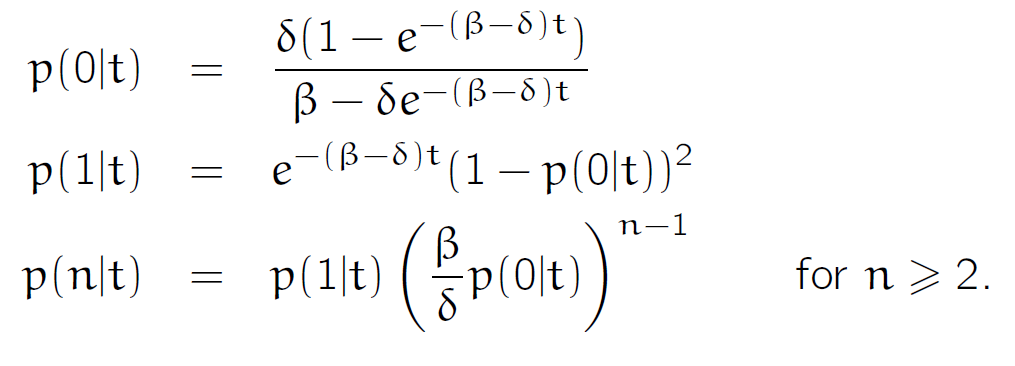 p(0|t) = δ(1 − e^{−(β−δ)t}) / (β − δe^{−(β−δ)t})
p(1|t) = e^{−(β−δ)t}(1 − p(0|t))^2
p(n|t) = p(1|t) (β/δ p(0|t))^{n−1} for n ⩾ 2.